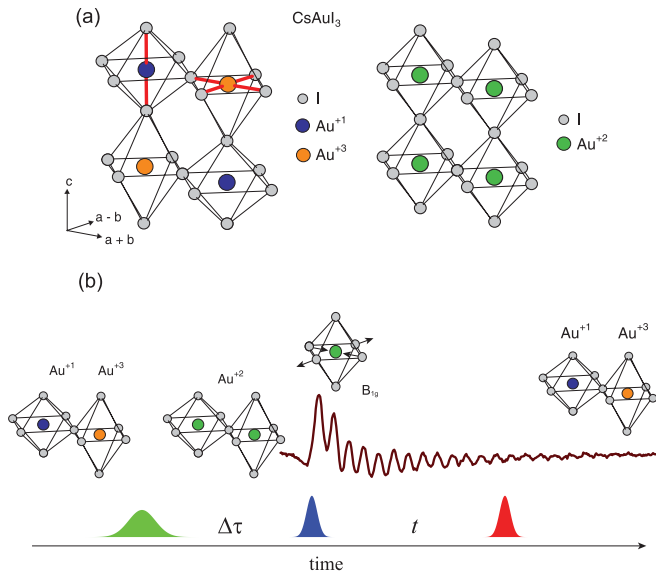 (a)
CsAuI₃
I
Au⁺¹
Au⁺³
I
Au⁺²
c
a - b
a + b
(b)
Au⁺¹ Au⁺³
Au⁺²
B₁g
Au⁺¹ Au⁺³
Δτ
t
time